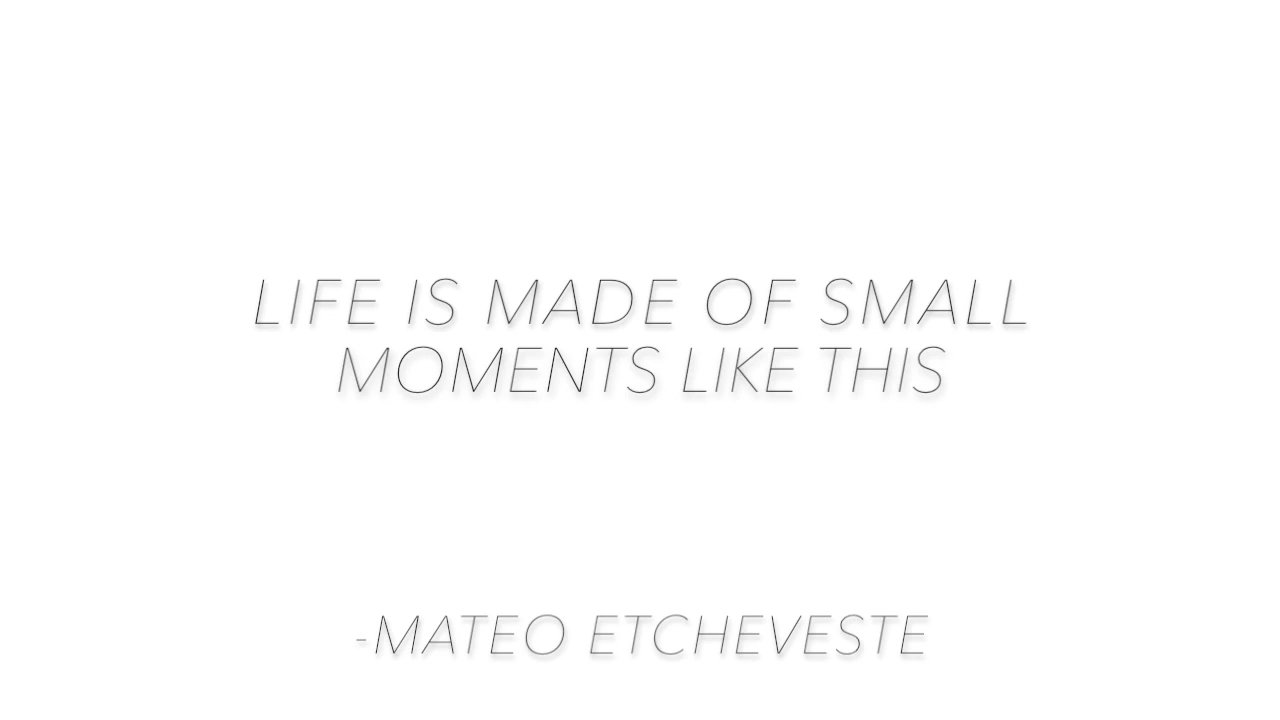 LIFE IS MADE OF SMALL
MOMENTS LIKE THIS
-MATEO ETCHEVESTE